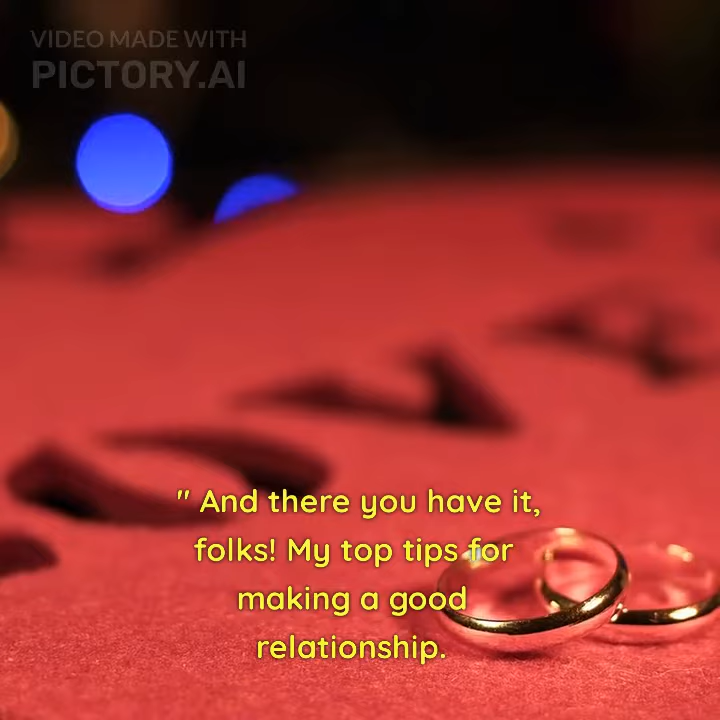 VIDEO MADE WITH
PICTORY.AI
" And there you have it,
folks! My top tips for
making a good
relationship.